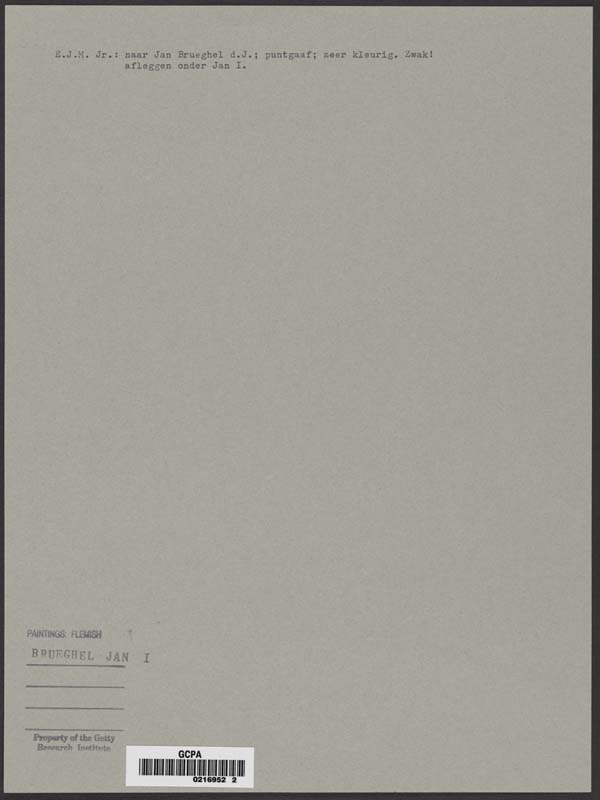 E.J.M. Jr.: naar Jan Brueghel d.J.; puntgaaf; zeer kleurig. Zwak!
afleggen onder Jan I.
PAINTINGS: FLEMISH
BRUEGHEL JAN I
Property of the Getty
Research Institute
GCPA
0216952 2